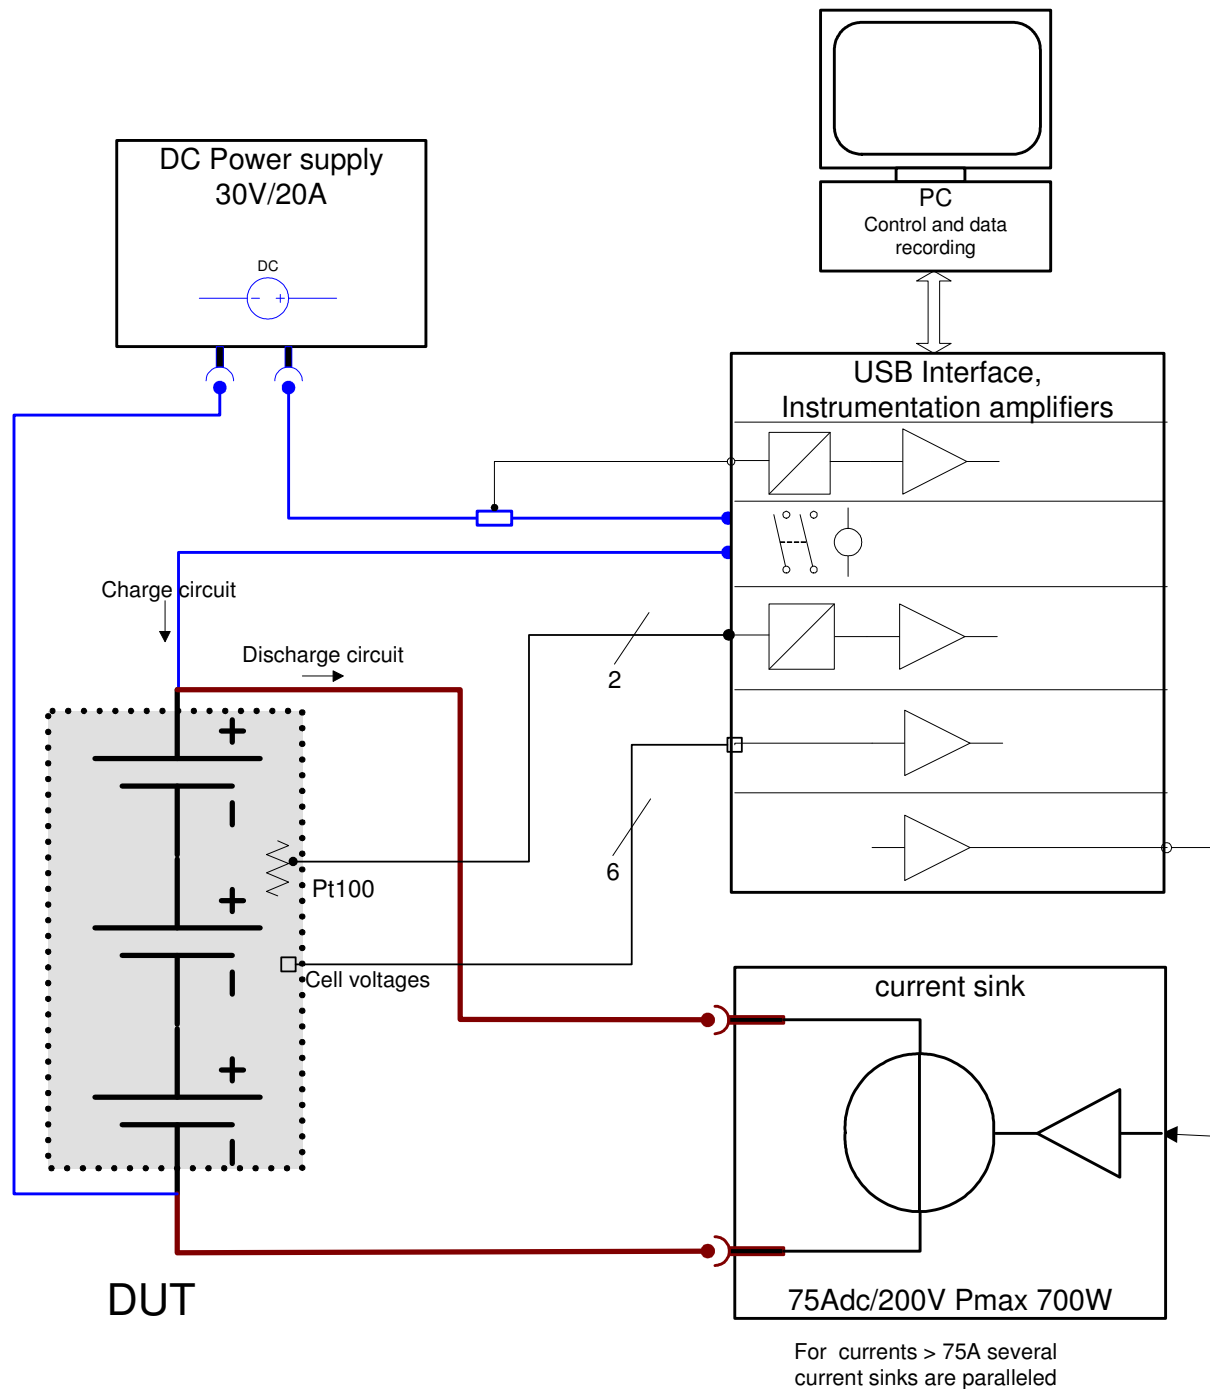 DC Power supply
30V/20A
DC
- +
PC
Control and data
recording
USB Interface,
Instrumentation amplifiers
Charge circuit
Discharge circuit
2
+
-
Pt100
6
+
-
Cell voltages
+
-
current sink
75Adc/200V Pmax 700W
DUT
For currents > 75A several
current sinks are paralleled